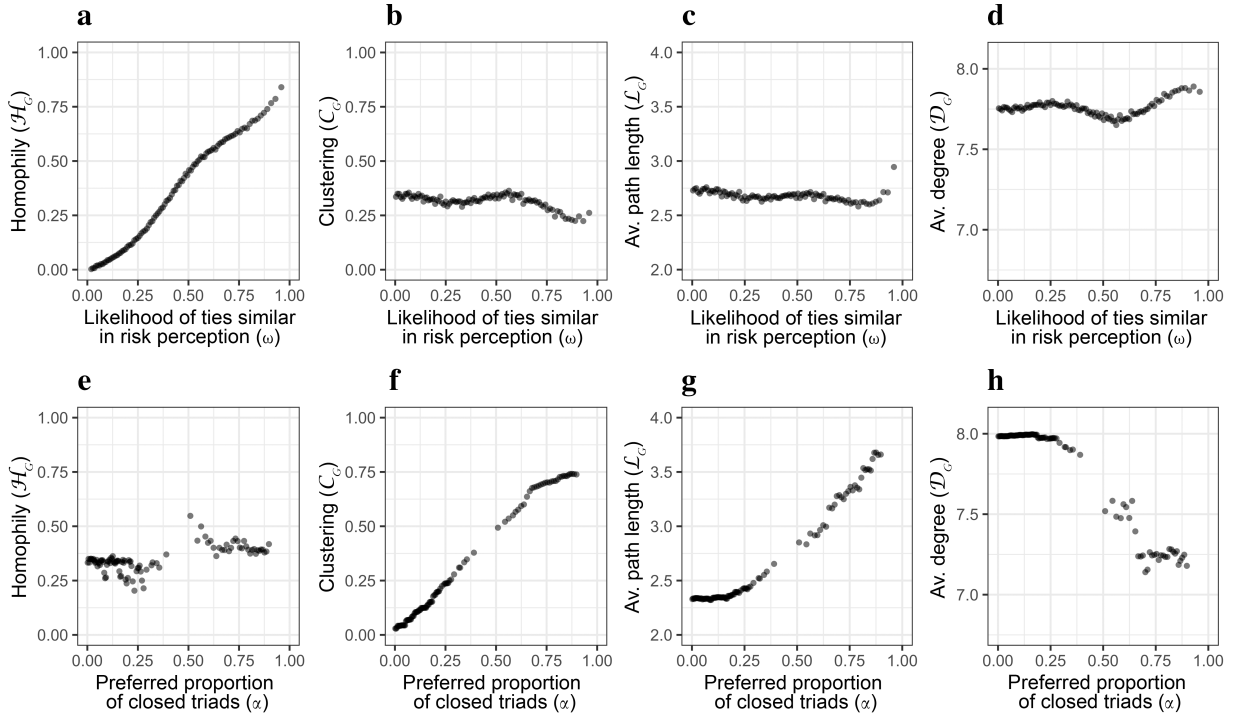 a
b
c
d
1.00
0.75
0.50
0.25
0.00
Homophily (ℋG)
0.00 0.25 0.50 0.75 1.00
Likelihood of ties similar
in risk perception (ω)
1.00
0.75
0.50
0.25
0.00
Clustering (CG)
0.00 0.25 0.50 0.75 1.00
Likelihood of ties similar
in risk perception (ω)
4.0
3.5
3.0
2.5
2.0
Av. path length (ℒG)
0.00 0.25 0.50 0.75 1.00
Likelihood of ties similar
in risk perception (ω)
8.0
7.5
7.0
Av. degree (𝒟G)
0.00 0.25 0.50 0.75 1.00
Likelihood of ties similar
in risk perception (ω)
e
f
g
h
1.00
0.75
0.50
0.25
0.00
Homophily (ℋG)
0.00 0.25 0.50 0.75 1.00
Preferred proportion
of closed triads (α)
1.00
0.75
0.50
0.25
0.00
Clustering (CG)
0.00 0.25 0.50 0.75 1.00
Preferred proportion
of closed triads (α)
4.0
3.5
3.0
2.5
2.0
Av. path length (ℒG)
0.00 0.25 0.50 0.75 1.00
Preferred proportion
of closed triads (α)
8.0
7.5
7.0
Av. degree (𝒟G)
0.00 0.25 0.50 0.75 1.00
Preferred proportion
of closed triads (α)